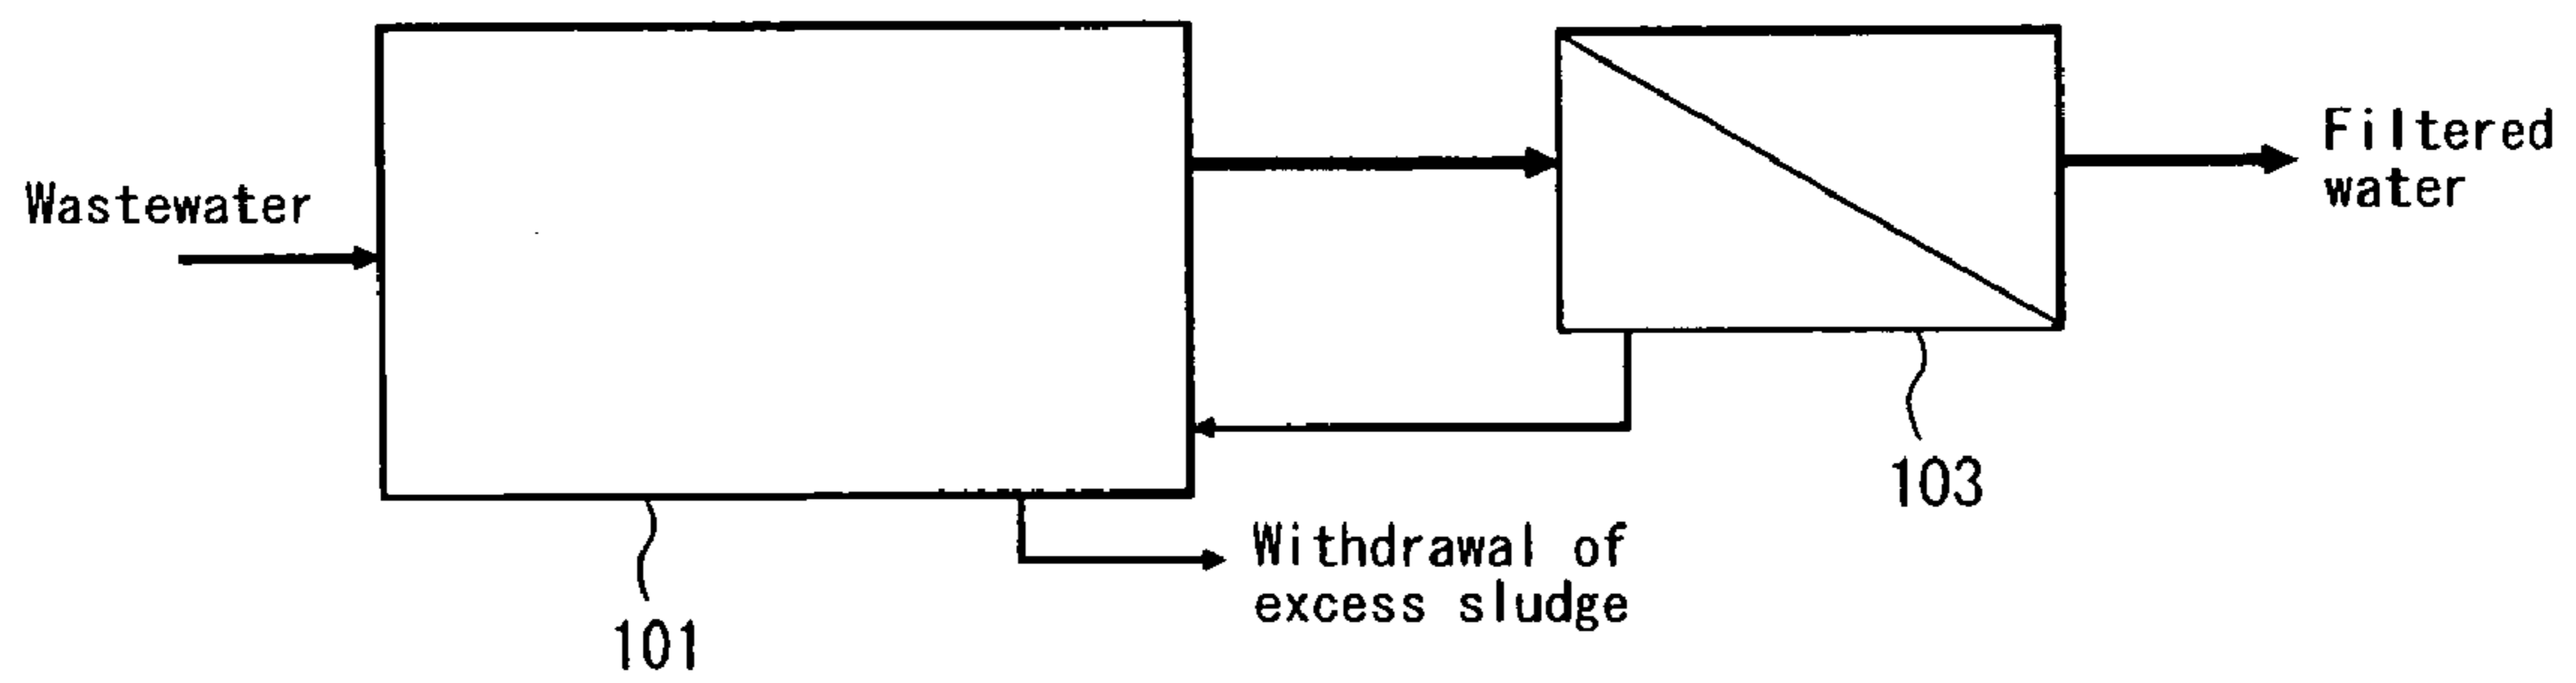 Wastewater
Filtered
water
103
Withdrawal of
excess sludge
101